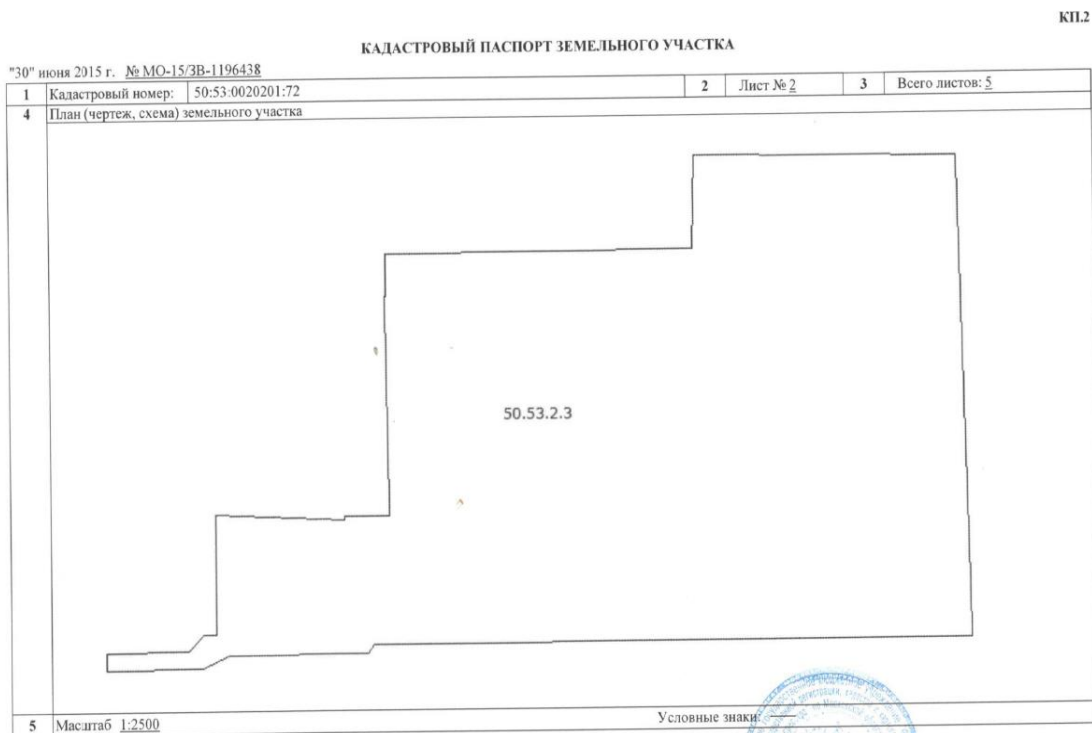 КП.2
КАДАСТРОВЫЙ ПАСПОРТ ЗЕМЕЛЬНОГО УЧАСТКА
"30" июня 2015 г. № МО-15/ЗВ-1196438
1 Кадастровый номер: 50:53:0020201:72 2 Лист № 2 3 Всего листов: 5
4 План (чертеж, схема) земельного участка
50.53.2.3
5 Масштаб 1:2500 Условные знаки: